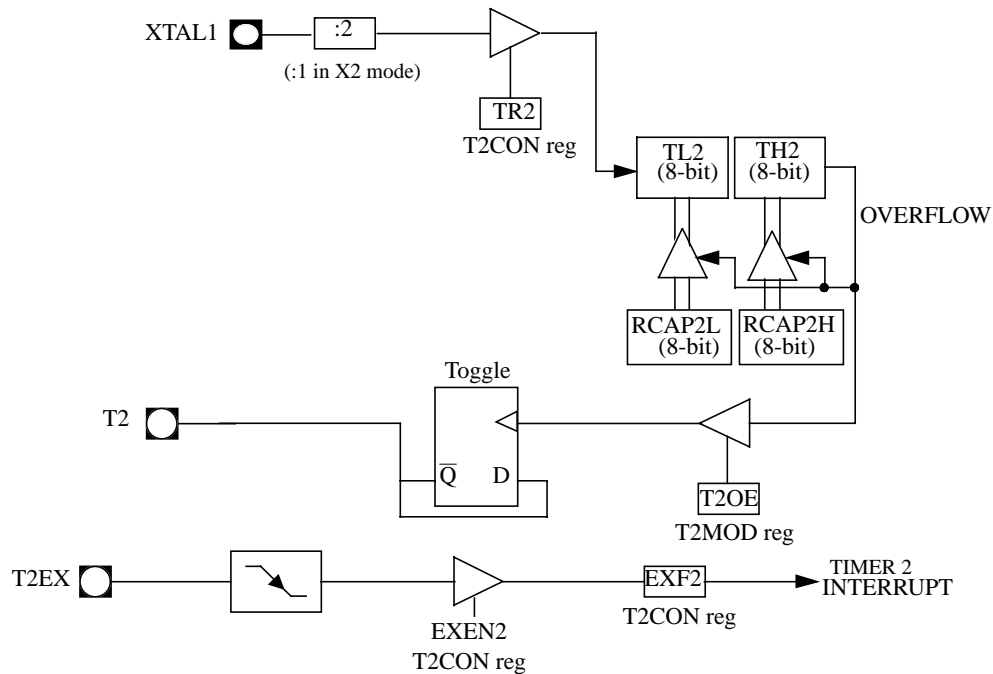 XTAL1
:2
(:1 in X2 mode)
TR2
T2CON reg
TL2
(8-bit)
TH2
(8-bit)
OVERFLOW
RCAP2L
(8-bit)
RCAP2H
(8-bit)
Toggle
T2
Q̅
D
T2OE
T2MOD reg
T2EX
EXEN2
T2CON reg
EXF2
T2CON reg
TIMER 2
INTERRUPT